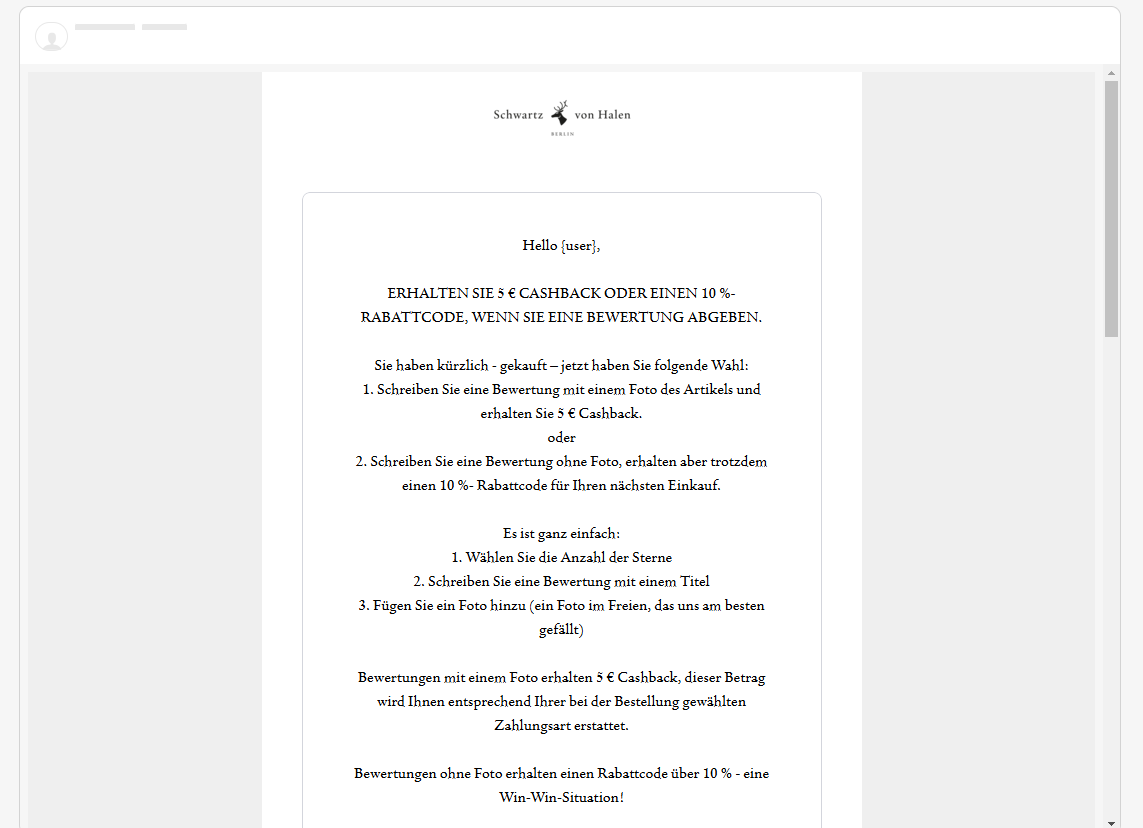 Schwartz von Halen
BERLIN
Hello {user},
ERHALTEN SIE 5 € CASHBACK ODER EINEN 10 %-
RABATTCODE, WENN SIE EINE BEWERTUNG ABGEBEN.
Sie haben kürzlich - gekauft – jetzt haben Sie folgende Wahl:
1. Schreiben Sie eine Bewertung mit einem Foto des Artikels und
erhalten Sie 5 € Cashback.
oder
2. Schreiben Sie eine Bewertung ohne Foto, erhalten aber trotzdem
einen 10 %- Rabattcode für Ihren nächsten Einkauf.
Es ist ganz einfach:
1. Wählen Sie die Anzahl der Sterne
2. Schreiben Sie eine Bewertung mit einem Titel
3. Fügen Sie ein Foto hinzu (ein Foto im Freien, das uns am besten
gefällt)
Bewertungen mit einem Foto erhalten 5 € Cashback, dieser Betrag
wird Ihnen entsprechend Ihrer bei der Bestellung gewählten
Zahlungsart erstattet.
Bewertungen ohne Foto erhalten einen Rabattcode über 10 % - eine
Win-Win-Situation!